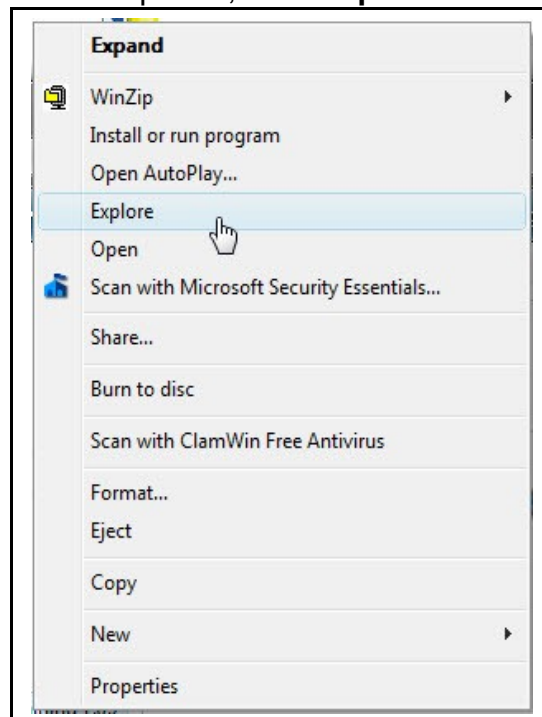 Expand
WinZip
Install or run program
Open AutoPlay...
Explore
Open
Scan with Microsoft Security Essentials...
Share...
Burn to disc
Scan with ClamWin Free Antivirus
Format...
Eject
Copy
New
Properties